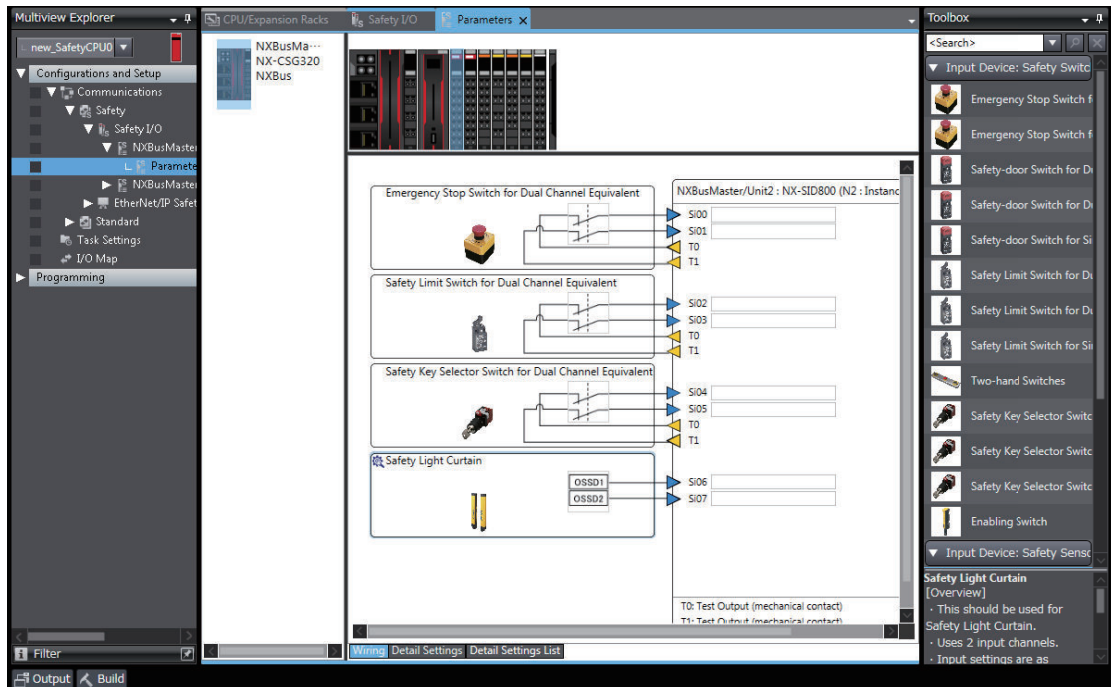 Multiview Explorer
new_SafetyCPU0
Configurations and Setup
Communications
Safety
Safety I/O
NXBusMaster
Paramete
NXBusMaster
EtherNet/IP Safet
Standard
Task Settings
I/O Map
Programming
Filter
Output
Build
CPU/Expansion Racks
Safety I/O
Parameters
NXBusMa···
NX-CSG320
NXBus
Emergency Stop Switch for Dual Channel Equivalent
Safety Limit Switch for Dual Channel Equivalent
Safety Key Selector Switch for Dual Channel Equivalent
Safety Light Curtain
OSSD1
OSSD2
NXBusMaster/Unit2 : NX-SID800 (N2 : Instanc
Si00
Si01
T0
T1
Si02
Si03
T0
T1
Si04
Si05
T0
T1
Si06
Si07
T0: Test Output (mechanical contact)
T1: Test Output (mechanical contact)
Wiring
Detail Settings
Detail Settings List
Toolbox
<Search>
Input Device: Safety Switc
Emergency Stop Switch f
Emergency Stop Switch f
Safety-door Switch for Du
Safety-door Switch for Du
Safety-door Switch for Si
Safety Limit Switch for Du
Safety Limit Switch for Du
Safety Limit Switch for Si
Two-hand Switches
Safety Key Selector Switc
Safety Key Selector Switc
Safety Key Selector Switc
Enabling Switch
Input Device: Safety Sensc
Safety Light Curtain
[Overview]
· This should be used for
Safety Light Curtain.
· Uses 2 input channels.
· Input settings are as